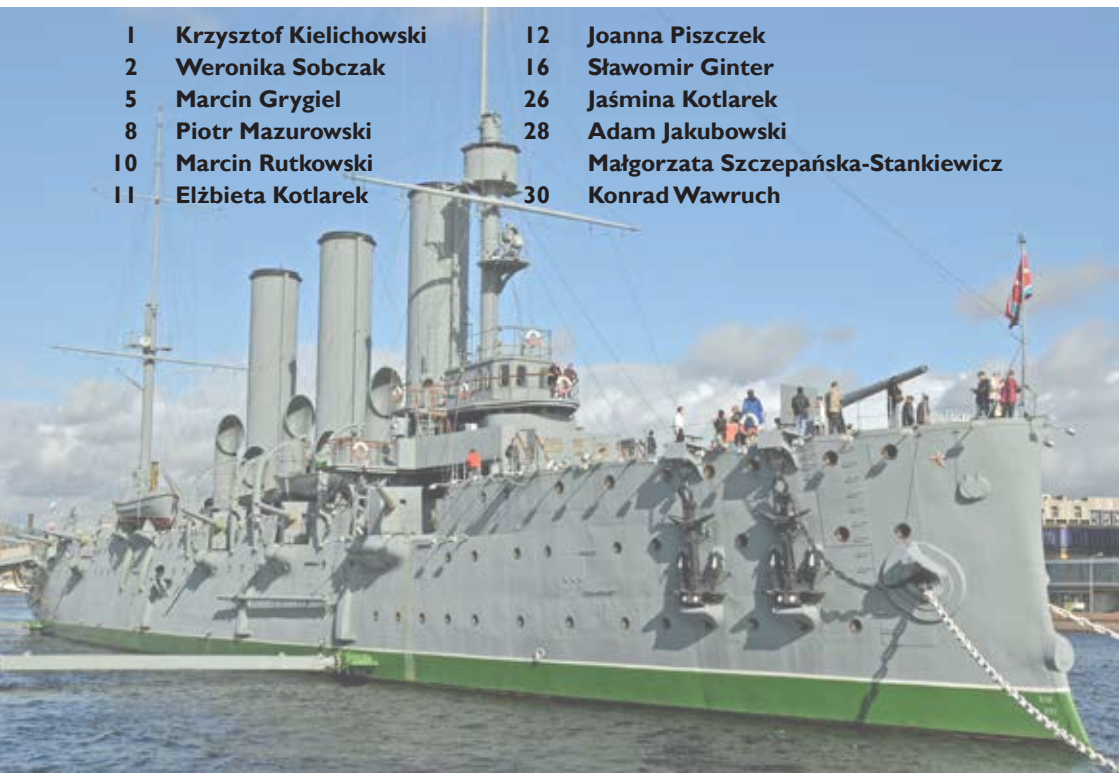 1 Krzysztof Kielichowski
2 Weronika Sobczak
5 Marcin Grygiel
8 Piotr Mazurowski
10 Marcin Rutkowski
11 Elżbieta Kotlarek
12 Joanna Piszczek
16 Sławomir Ginter
26 Jaśmina Kotlarek
28 Adam Jakubowski
Małgorzata Szczepańska-Stankiewicz
30 Konrad Wawruch